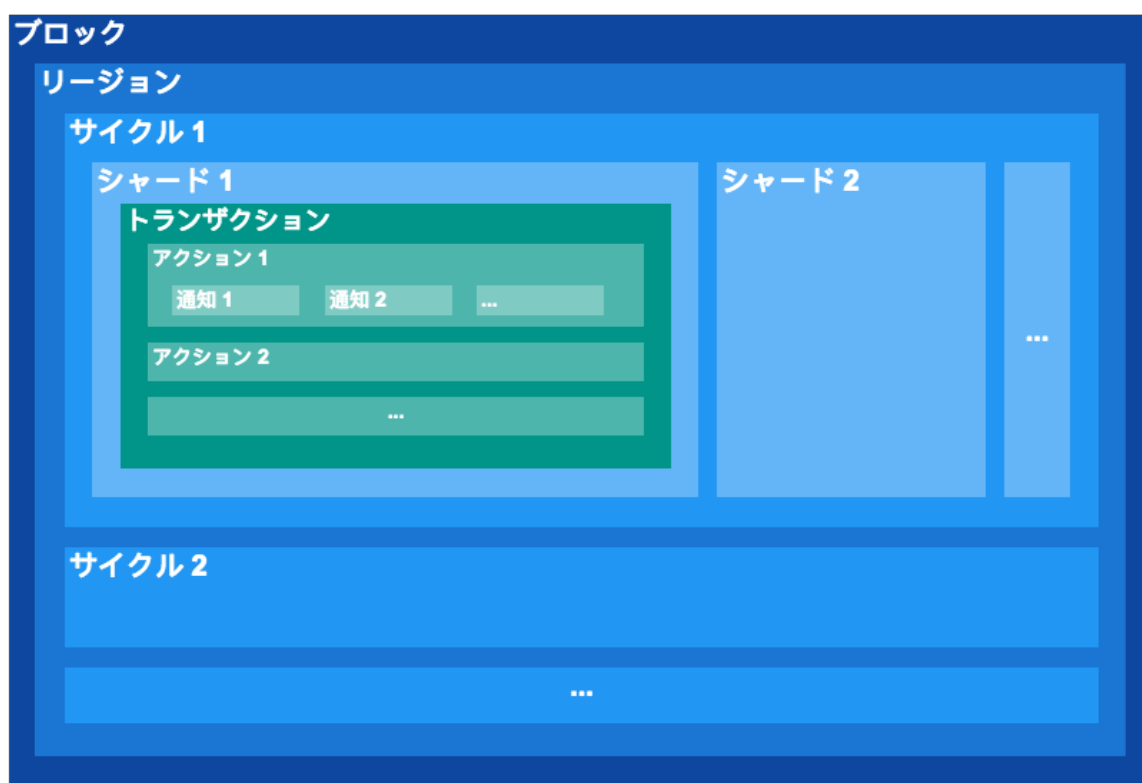 ブロック
リージョン
サイクル 1
シャード 1
シャード 2
トランザクション
アクション 1
通知 1
通知 2
...
...
アクション 2
...
サイクル 2
...